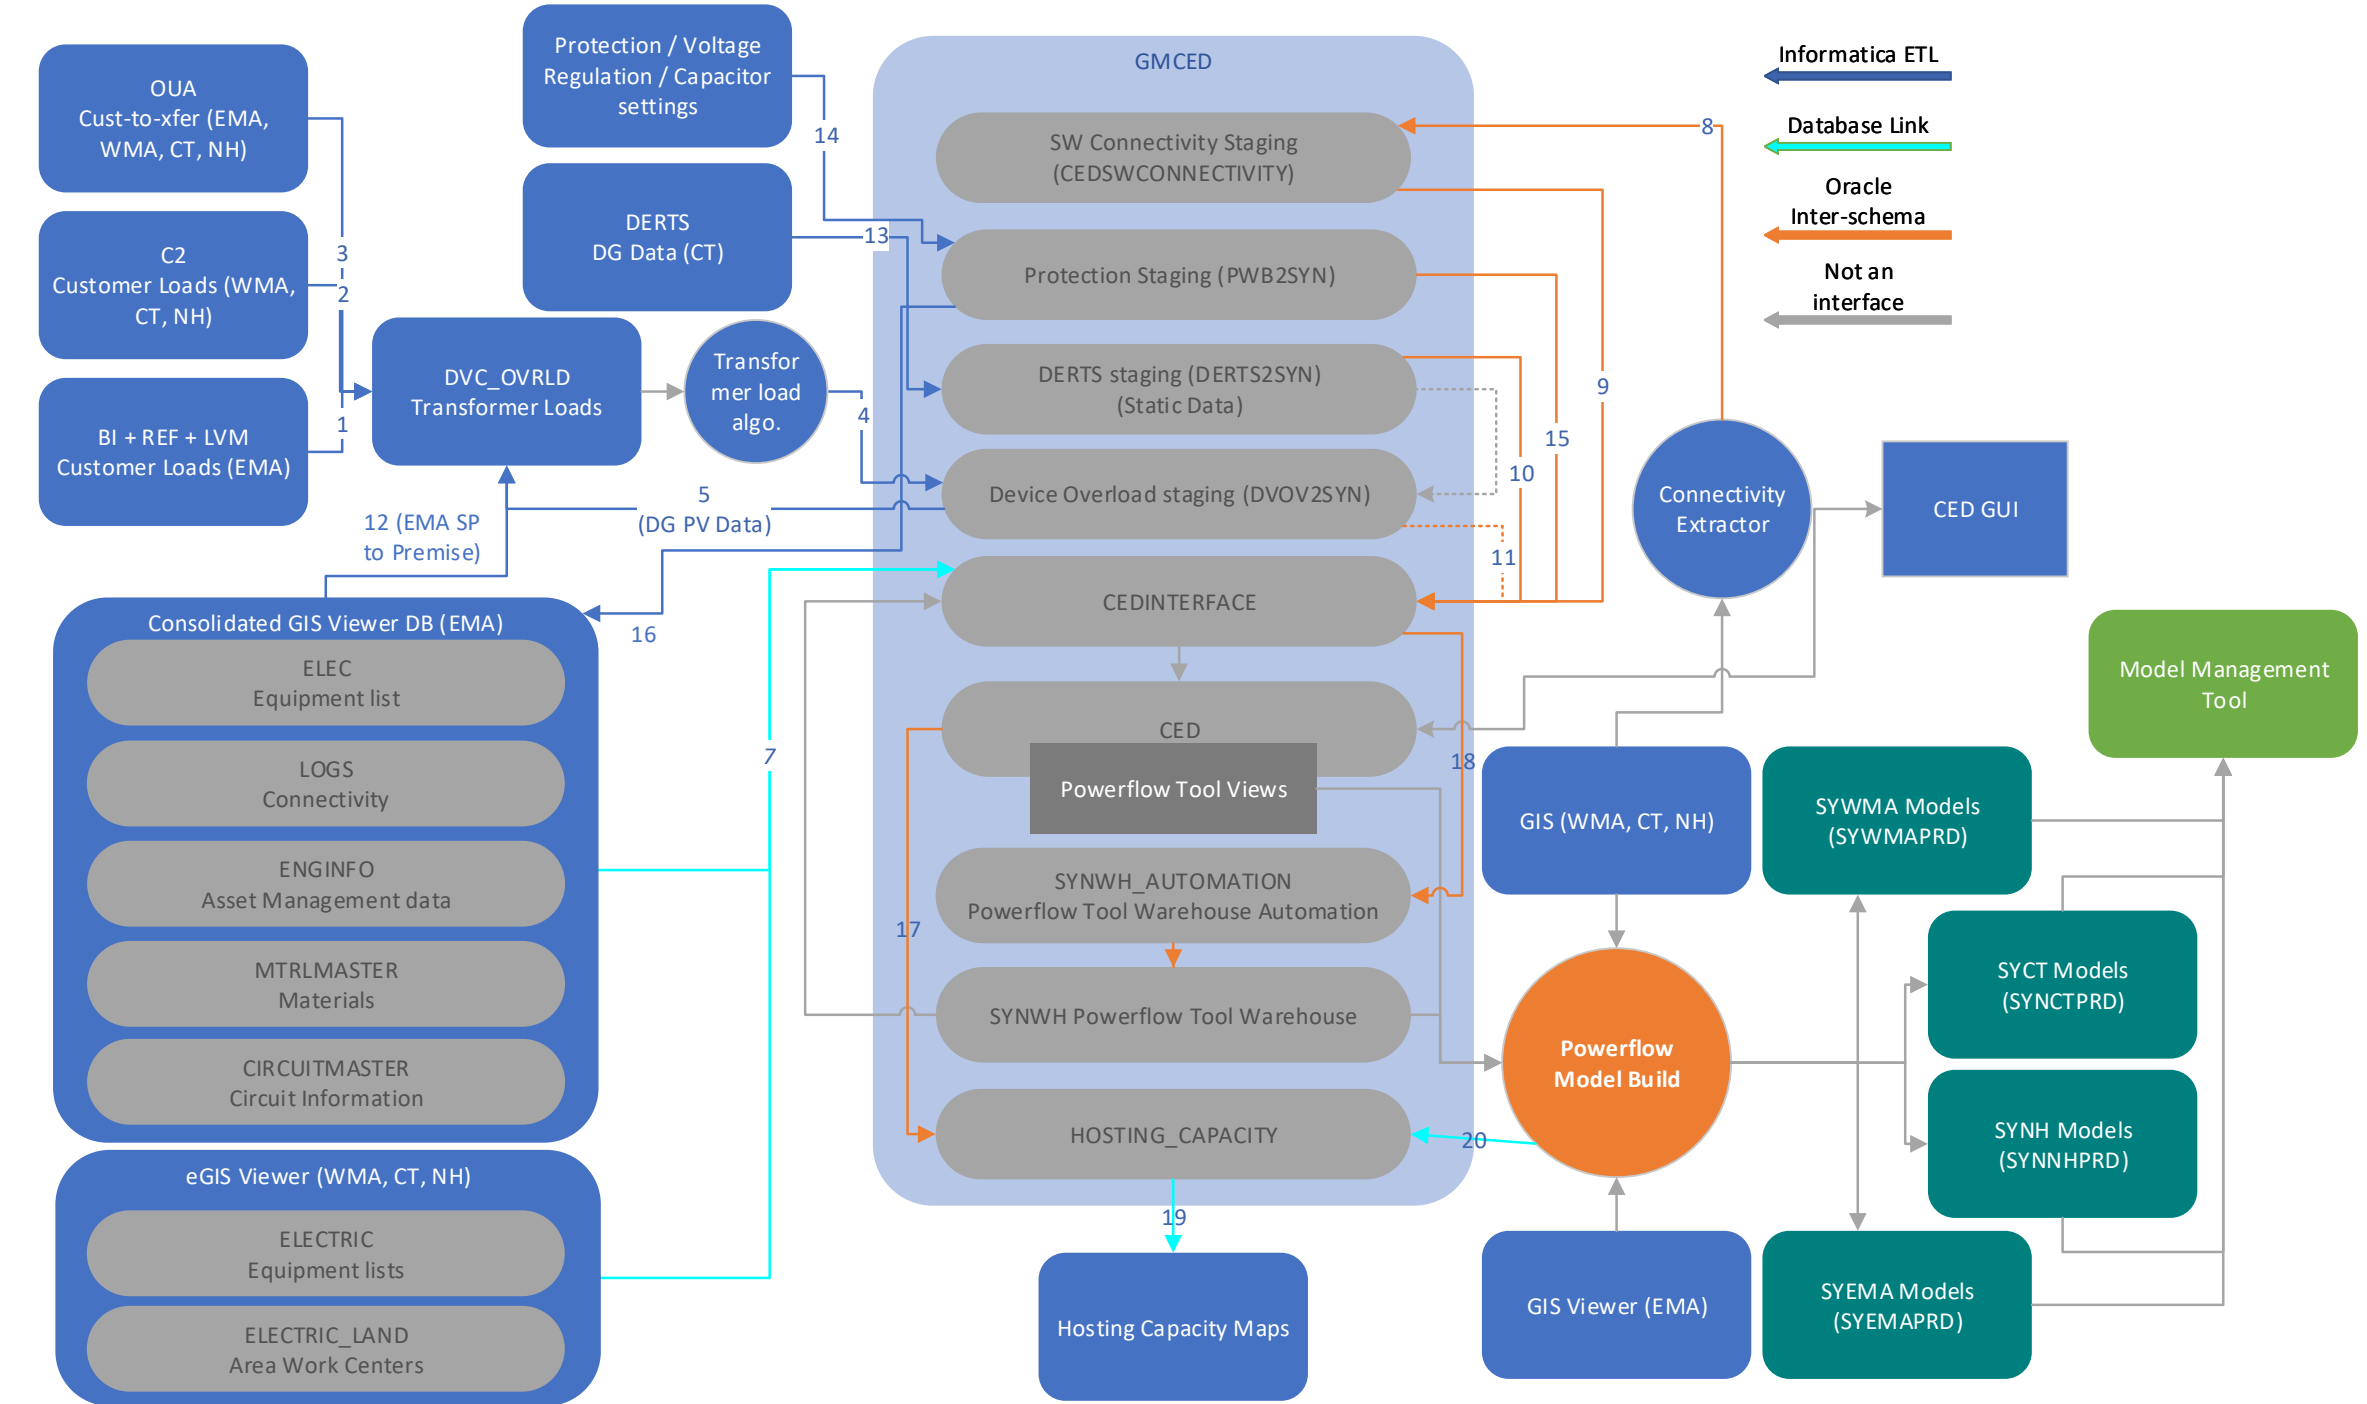 OUA
Cust-to-xfer (EMA,
WMA, CT, NH)
C2
Customer Loads (WMA,
CT, NH)
BI + REF + LVM
Customer Loads (EMA)
3
2
1
DVC_OVRLD
Transformer Loads
Transfor
mer load
algo.
4
Protection / Voltage
Regulation / Capacitor
settings
14
DERTS
DG Data (CT)
13
5
(DG PV Data)
12 (EMA SP
to Premise)
16
7
Consolidated GIS Viewer DB (EMA)
ELEC
Equipment list
LOGS
Connectivity
ENGINFO
Asset Management data
MTRLMASTER
Materials
CIRCUITMASTER
Circuit Information
eGIS Viewer (WMA, CT, NH)
ELECTRIC
Equipment lists
ELECTRIC_LAND
Area Work Centers
GMCED
SW Connectivity Staging
(CEDSWCONNECTIVITY)
Protection Staging (PWB2SYN)
DERTS staging (DERTS2SYN)
(Static Data)
Device Overload staging (DVOV2SYN)
CEDINTERFACE
CED
Powerflow Tool Views
SYNWH_AUTOMATION
Powerflow Tool Warehouse Automation
SYNWH Powerflow Tool Warehouse
HOSTING_CAPACITY
17
18
19
20
Hosting Capacity Maps
8
9
15
10
11
Informatica ETL
Database Link
Oracle
Inter-schema
Not an
interface
Connectivity
Extractor
CED GUI
GIS (WMA, CT, NH)
Powerflow
Model Build
GIS Viewer (EMA)
SYWMA Models
(SYWMAPRD)
SYCT Models
(SYNCTPRD)
SYNH Models
(SYNNHPRD)
SYEMA Models
(SYEMAPRD)
Model Management
Tool